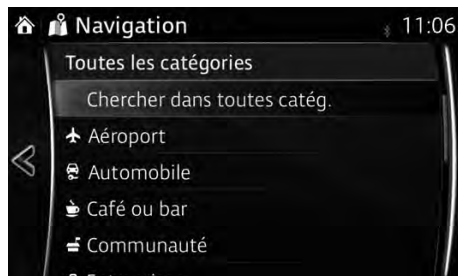 Navigation 11:06
Toutes les catégories
Chercher dans toutes catég.
Aéroport
Automobile
Café ou bar
Communauté